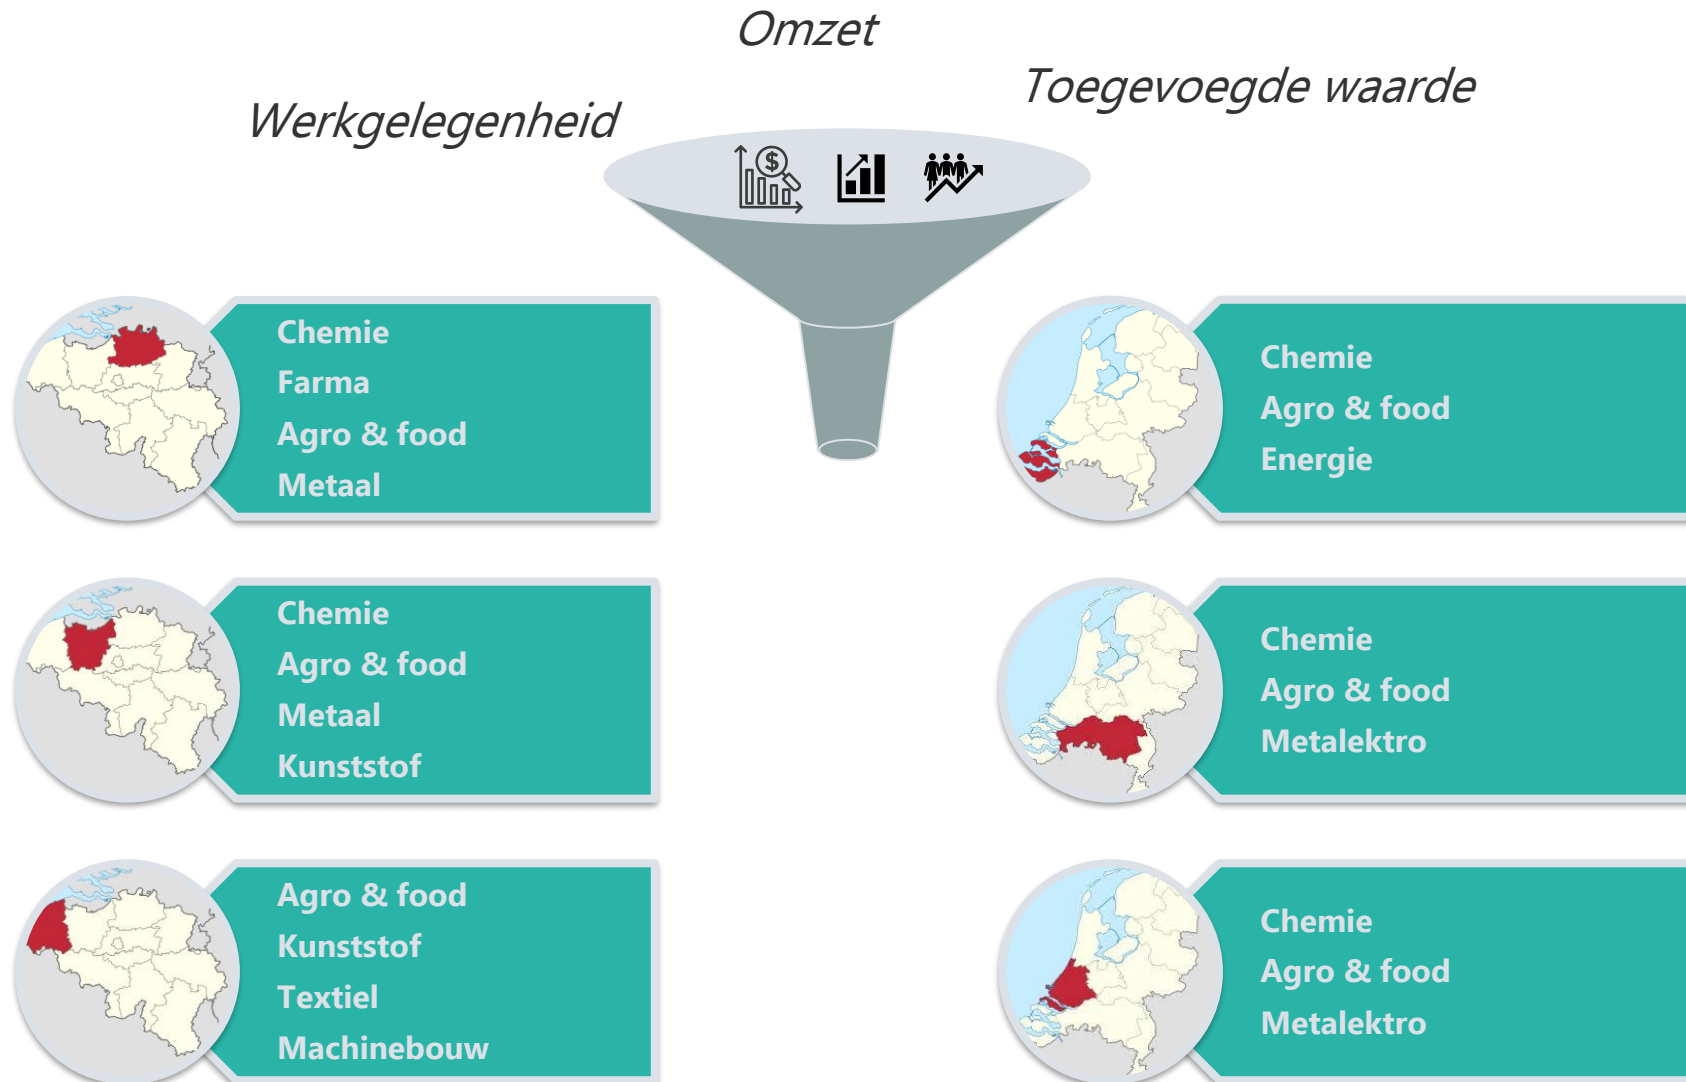 Omzet
Toegevoegde waarde
Werkgelegenheid
$
Chemie
Farma
Agro & food
Metaal
Chemie
Agro & food
Energie
Chemie
Agro & food
Metaal
Kunststof
Chemie
Agro & food
Metalektro
Agro & food
Kunststof
Textiel
Machinebouw
Chemie
Agro & food
Metalektro